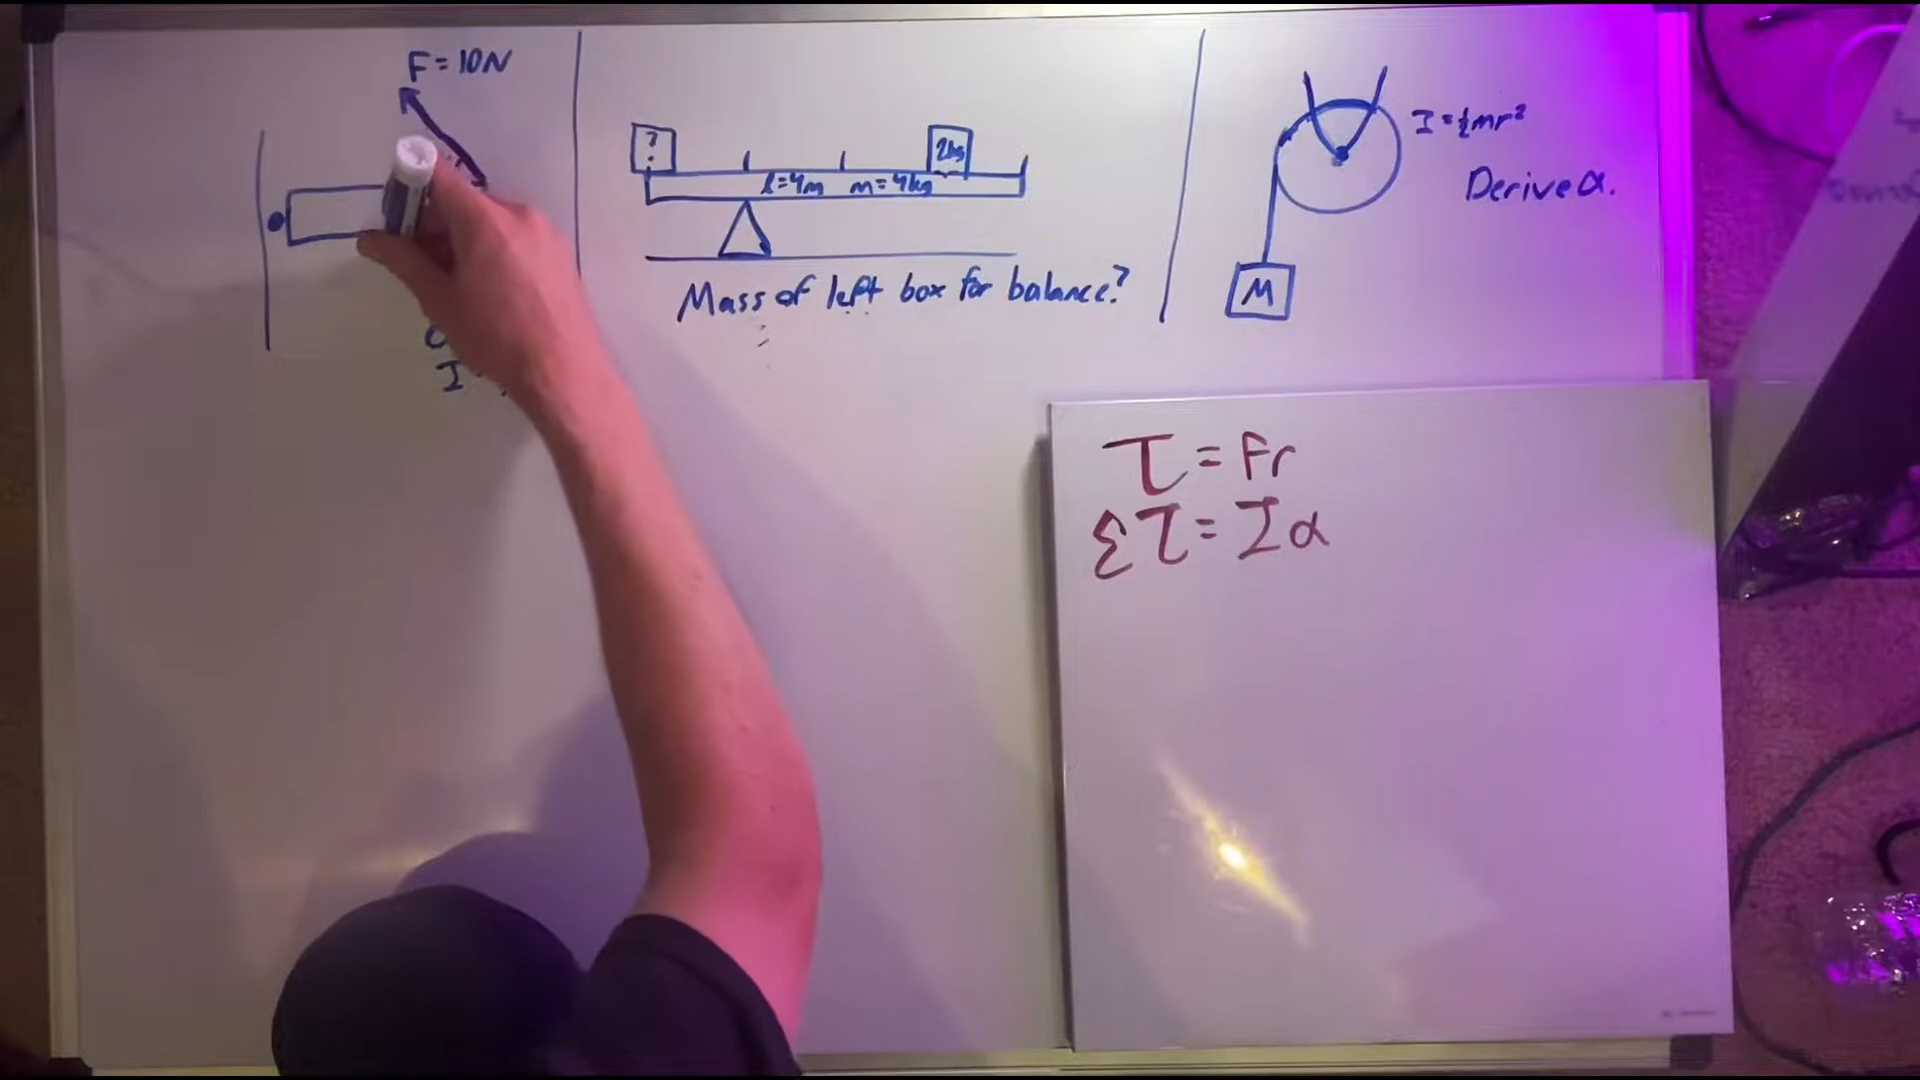 F = 10N
?
2kg
l = 4m m = 4kg
Mass of left box for balance?
I = ½mr²
Derive α.
M
τ = Fr
Στ = Iα